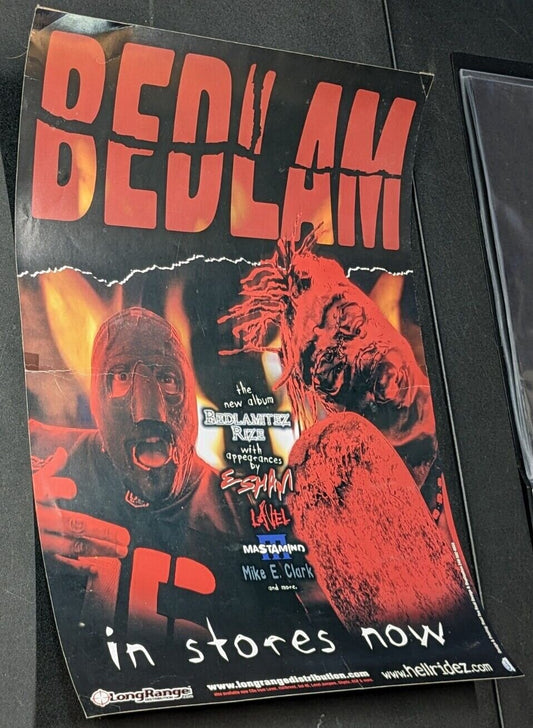 BEDLAM
the
new album
BEDLAMITEZ
RIZE
with
appearances
by
ESHAM
LAVEL
MASTAMIND
Mike E. Clark
and more.
in stores now
LongRange
www.longrangedistribution.com
www.hellridez.com